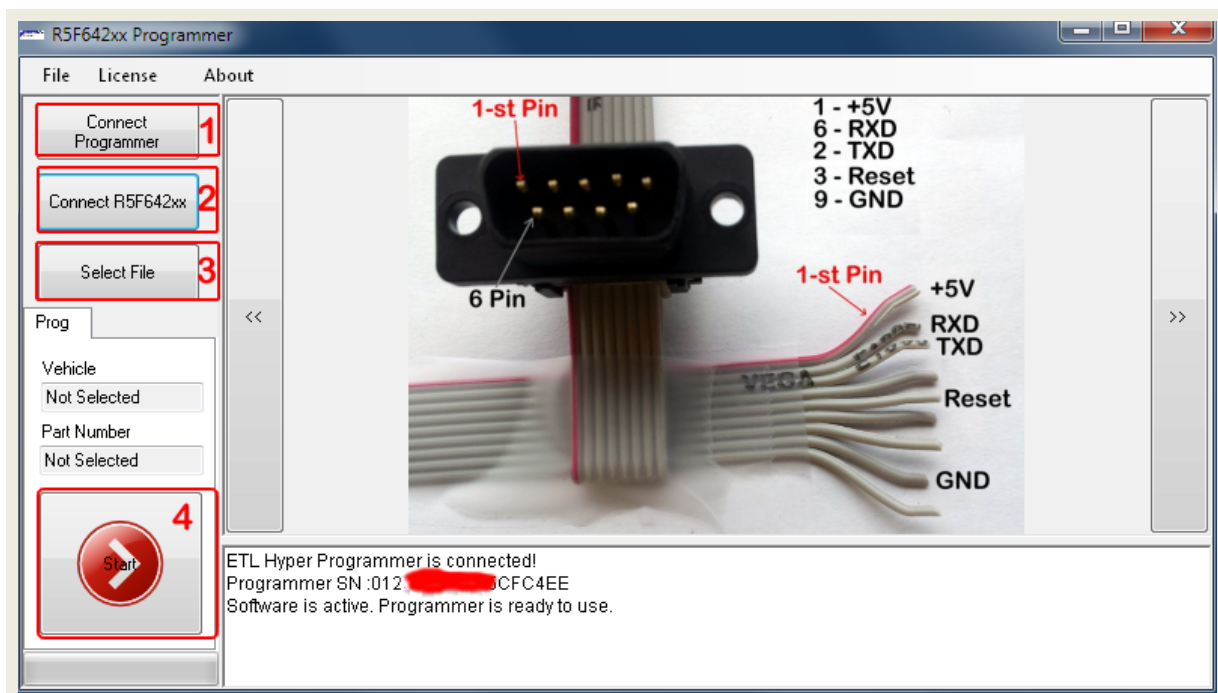 R5F642xx Programmer
File License About
Connect
Programmer
1
Connect R5F642xx
2
Select File
3
Prog
Vehicle
Not Selected
Part Number
Not Selected
4
Start
<<
1-st Pin
6 Pin
1 - +5V
6 - RXD
2 - TXD
3 - Reset
9 - GND
1-st Pin
+5V
RXD
TXD
VEGA
Reset
GND
>>
ETL Hyper Programmer is connected!
Programmer SN :012 CFC4EE
Software is active. Programmer is ready to use.